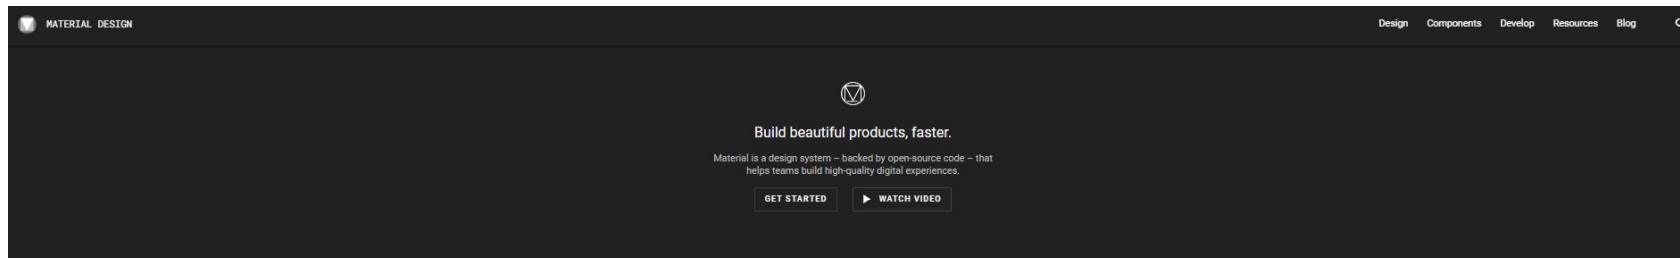 MATERIAL DESIGN
Design Components Develop Resources Blog
Build beautiful products, faster.
Material is a design system – backed by open-source code – that
helps teams build high-quality digital experiences.
GET STARTED WATCH VIDEO